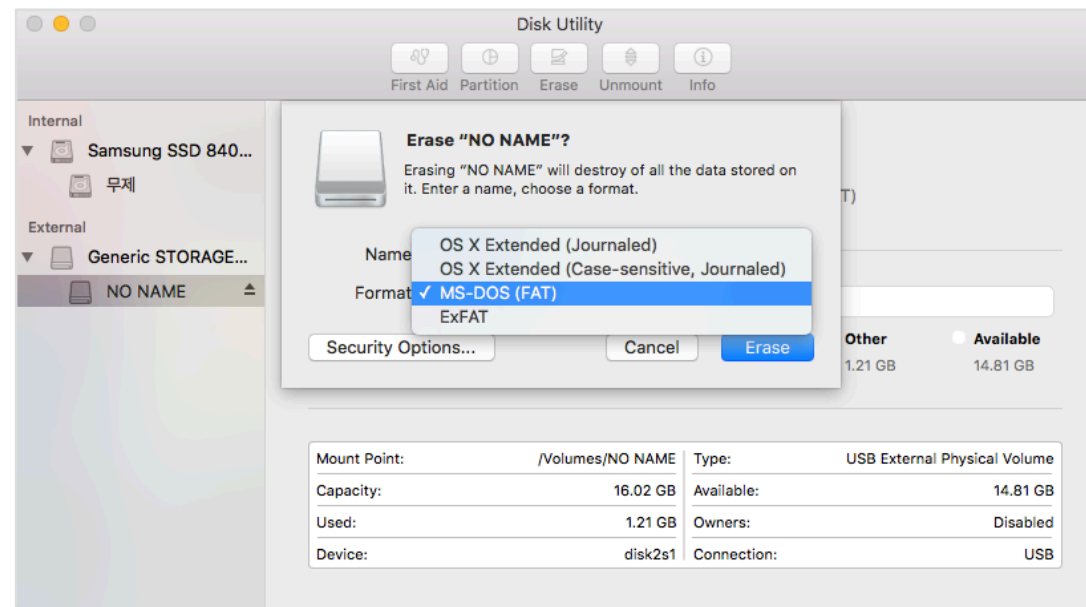 Disk Utility
First Aid Partition Erase Unmount Info
Internal
Samsung SSD 840...
무제
External
Generic STORAGE...
NO NAME
Erase “NO NAME”?
Erasing “NO NAME” will destroy of all the data stored on
it. Enter a name, choose a format.
T)
Name
OS X Extended (Journaled)
OS X Extended (Case-sensitive, Journaled)
Format ✓ MS-DOS (FAT)
ExFAT
Security Options... Cancel Erase
Other Available
1.21 GB 14.81 GB
Mount Point: /Volumes/NO NAME Type: USB External Physical Volume
Capacity: 16.02 GB Available: 14.81 GB
Used: 1.21 GB Owners: Disabled
Device: disk2s1 Connection: USB